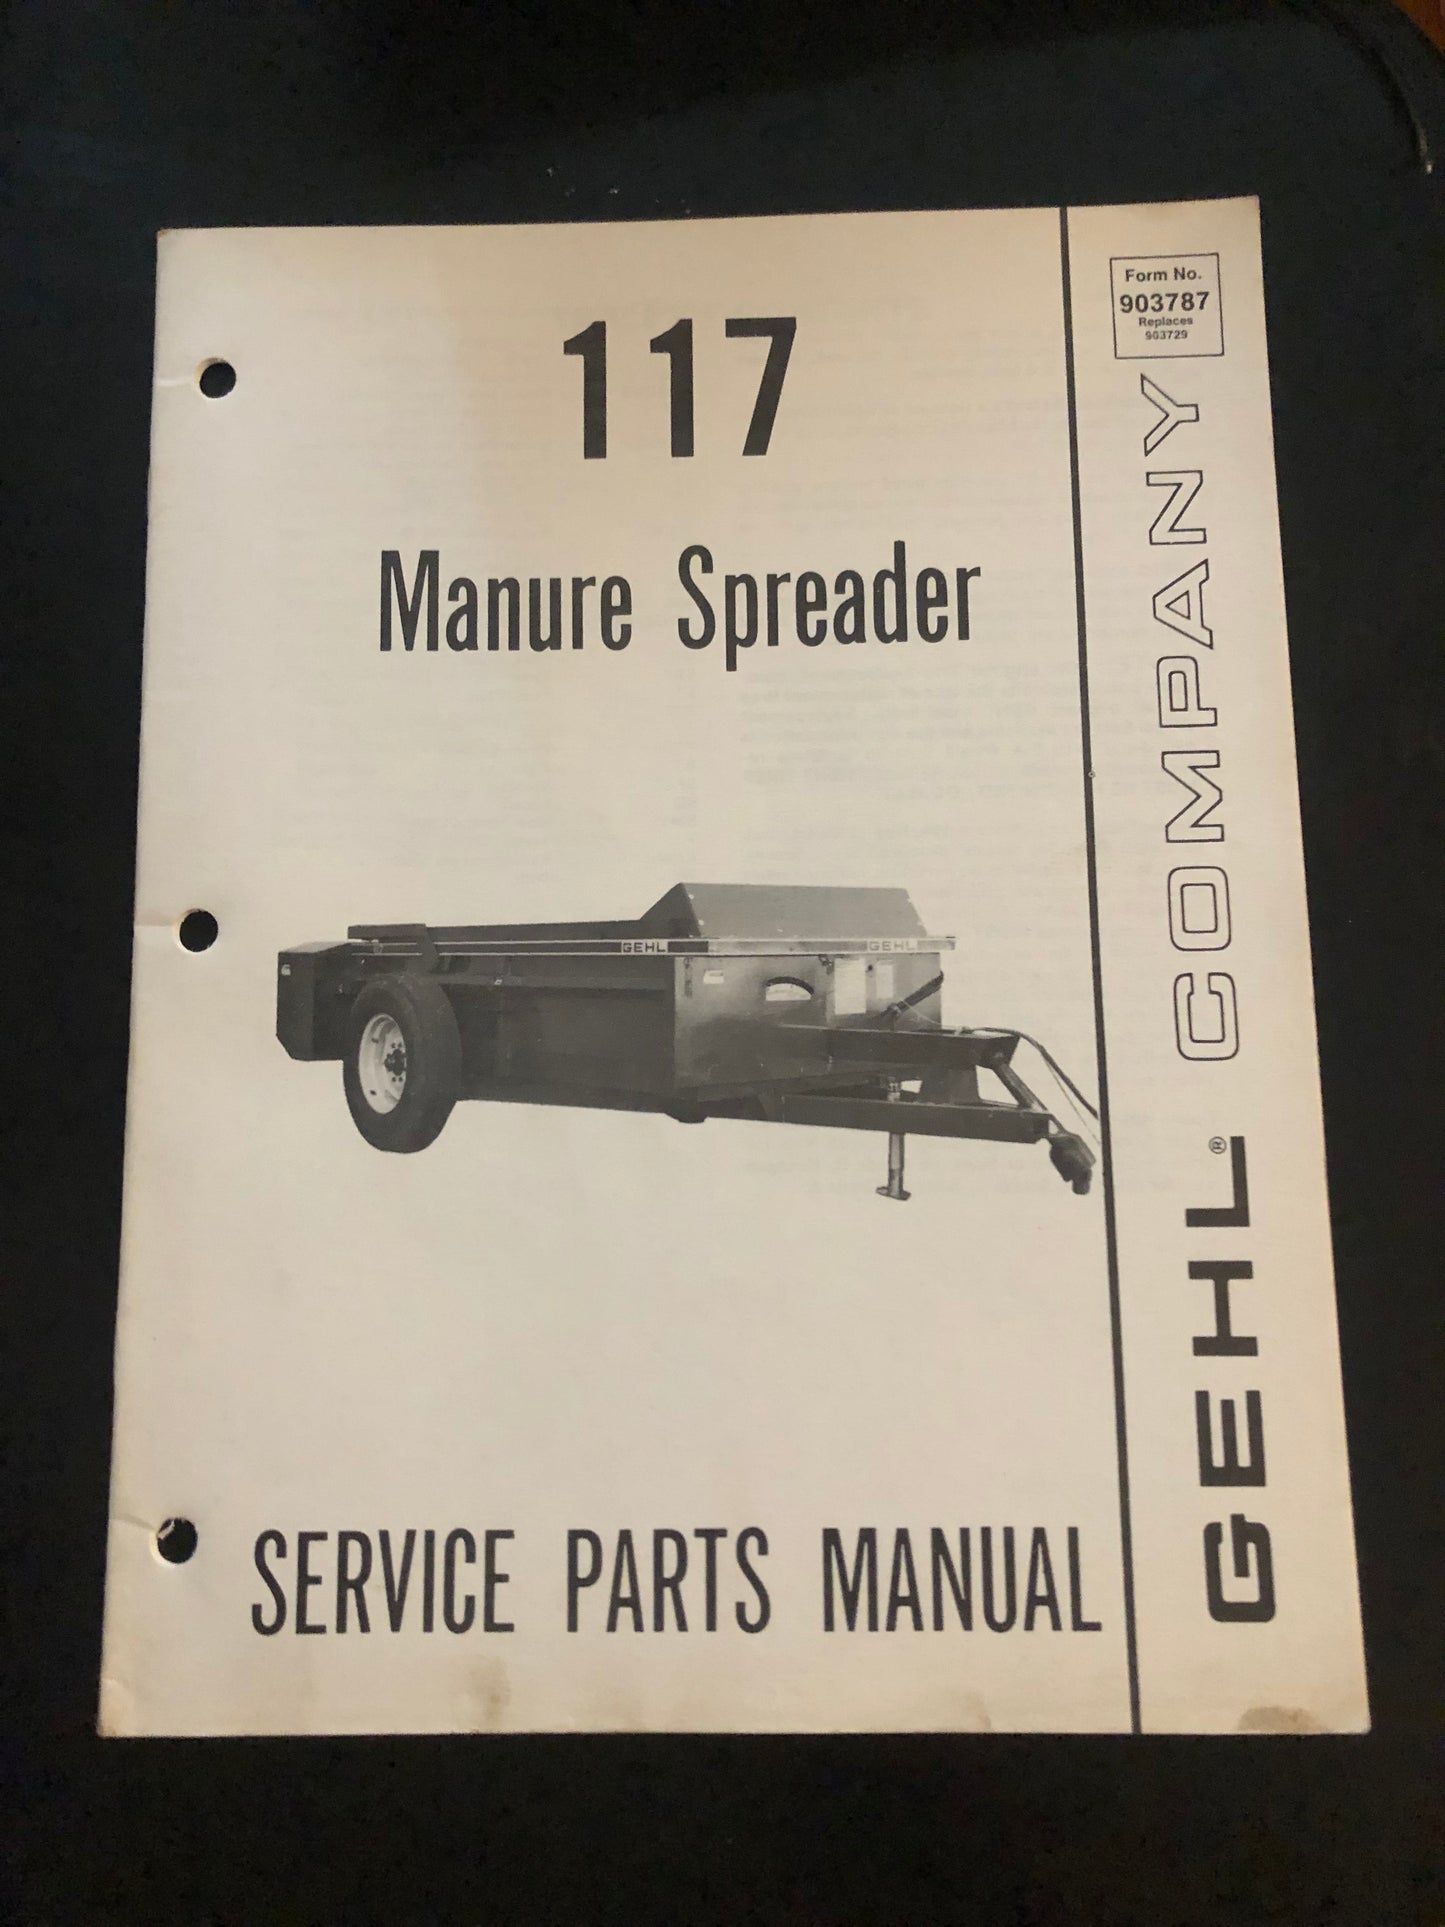 Form No.
903787
Replaces
903729
117
Manure Spreader
GEHL
GEHL
SERVICE PARTS MANUAL
GEHL® COMPANY